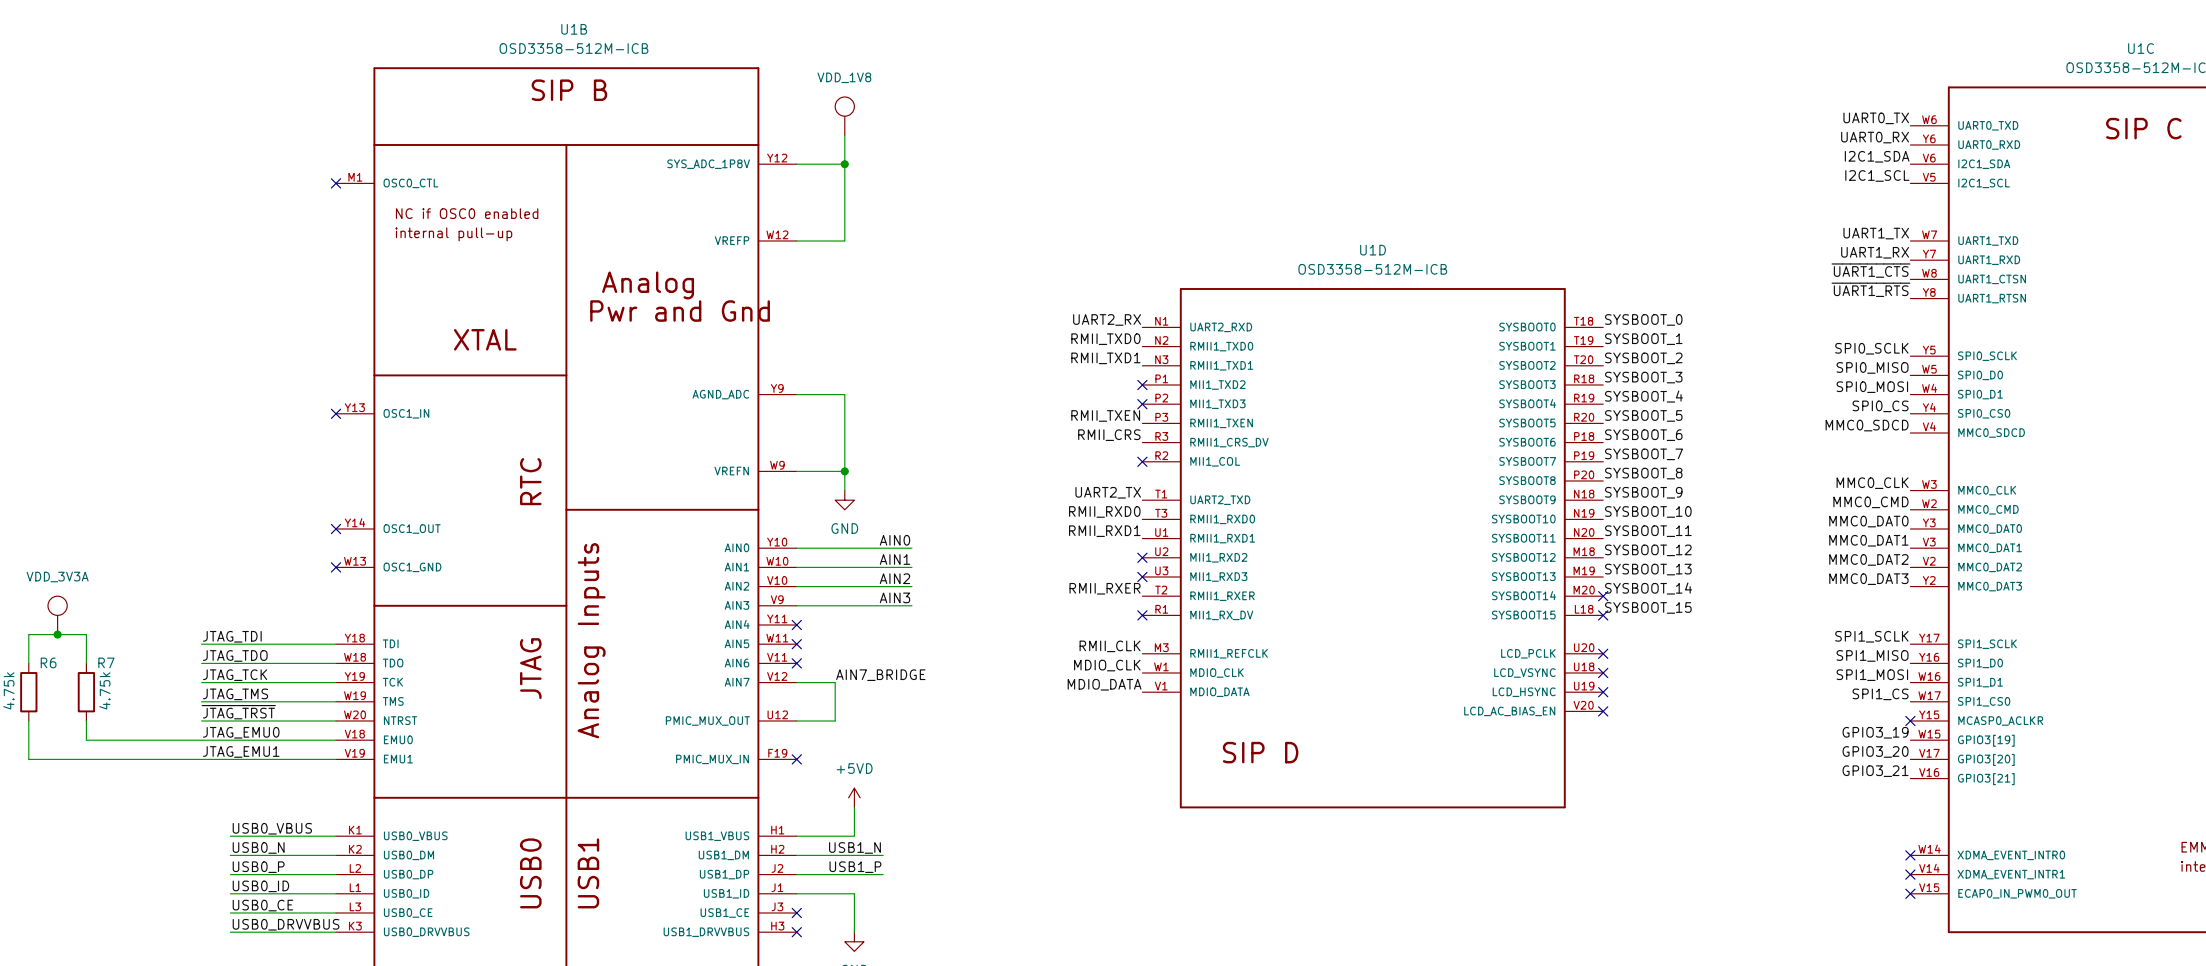 U1B
OSD3358-512M-ICB
SIP B
VDD_1V8
M1 OSC0_CTL
NC if OSC0 enabled
internal pull-up
XTAL
SYS_ADC_1P8V Y12
VREFP W12
Analog
Pwr and Gnd
AGND_ADC Y9
VREFN W9
GND
Y13 OSC1_IN
RTC
Y14 OSC1_OUT
W13 OSC1_GND
VDD_3V3A
R6
4.75k
R7
4.75k
JTAG_TDI Y18 TDI
JTAG_TDO W18 TDO
JTAG_TCK Y19 TCK
JTAG_TMS W19 TMS
JTAG_TRST W20 NTRST
JTAG_EMU0 V18 EMU0
JTAG_EMU1 V19 EMU1
JTAG
Analog Inputs
AIN0 Y10 AIN0
AIN1 W10 AIN1
AIN2 V10 AIN2
AIN3 V9 AIN3
AIN4 Y11
AIN5 W11
AIN6 V11
AIN7 V12 AIN7_BRIDGE
PMIC_MUX_OUT U12
PMIC_MUX_IN F19
+5VD
USB0_VBUS K1 USB0_VBUS
USB0_N K2 USB0_DM
USB0_P L2 USB0_DP
USB0_ID L1 USB0_ID
USB0_CE L3 USB0_CE
USB0_DRVVBUS K3 USB0_DRVVBUS
USB0
USB1
USB1_VBUS H1
USB1_DM H2 USB1_N
USB1_DP J2 USB1_P
USB1_ID J1
USB1_CE J3
USB1_DRVVBUS H3
U1D
OSD3358-512M-ICB
UART2_RX N1 UART2_RXD
RMII_TXD0 N2 RMII1_TXD0
RMII_TXD1 N3 RMII1_TXD1
P1 MII1_TXD2
P2 MII1_TXD3
RMII_TXEN P3 RMII1_TXEN
RMII_CRS R3 RMII1_CRS_DV
R2 MII1_COL
UART2_TX T1 UART2_TXD
RMII_RXD0 T3 RMII1_RXD0
RMII_RXD1 U1 RMII1_RXD1
U2 MII1_RXD2
U3 MII1_RXD3
RMII_RXER T2 RMII1_RXER
R1 MII1_RX_DV
RMII_CLK M3 RMII1_REFCLK
MDIO_CLK W1 MDIO_CLK
MDIO_DATA V1 MDIO_DATA
SYSBOOT0 T18 SYSBOOT_0
SYSBOOT1 T19 SYSBOOT_1
SYSBOOT2 T20 SYSBOOT_2
SYSBOOT3 R18 SYSBOOT_3
SYSBOOT4 R19 SYSBOOT_4
SYSBOOT5 R20 SYSBOOT_5
SYSBOOT6 P18 SYSBOOT_6
SYSBOOT7 P19 SYSBOOT_7
SYSBOOT8 P20 SYSBOOT_8
SYSBOOT9 N18 SYSBOOT_9
SYSBOOT10 N19 SYSBOOT_10
SYSBOOT11 N20 SYSBOOT_11
SYSBOOT12 M18 SYSBOOT_12
SYSBOOT13 M19 SYSBOOT_13
SYSBOOT14 M20 SYSBOOT_14
SYSBOOT15 L18 SYSBOOT_15
LCD_PCLK U20
LCD_VSYNC U18
LCD_HSYNC U19
LCD_AC_BIAS_EN V20
SIP D
U1C
OSD3358-512M-IC
SIP C
UART0_TX W6 UART0_TXD
UART0_RX Y6 UART0_RXD
I2C1_SDA V6 I2C1_SDA
I2C1_SCL V5 I2C1_SCL
UART1_TX W7 UART1_TXD
UART1_RX Y7 UART1_RXD
UART1_CTS W8 UART1_CTSN
UART1_RTS Y8 UART1_RTSN
SPI0_SCLK Y5 SPI0_SCLK
SPI0_MISO W5 SPI0_D0
SPI0_MOSI W4 SPI0_D1
SPI0_CS Y4 SPI0_CS0
MMC0_SDCD V4 MMC0_SDCD
MMC0_CLK W3 MMC0_CLK
MMC0_CMD W2 MMC0_CMD
MMC0_DAT0 Y3 MMC0_DAT0
MMC0_DAT1 V3 MMC0_DAT1
MMC0_DAT2 V2 MMC0_DAT2
MMC0_DAT3 Y2 MMC0_DAT3
SPI1_SCLK Y17 SPI1_SCLK
SPI1_MISO Y16 SPI1_D0
SPI1_MOSI W16 SPI1_D1
SPI1_CS W17 SPI1_CS0
Y15 MCASP0_ACLKR
GPIO3_19 W15 GPIO3[19]
GPIO3_20 V17 GPIO3[20]
GPIO3_21 V16 GPIO3[21]
W14 XDMA_EVENT_INTR0
V14 XDMA_EVENT_INTR1
V15 ECAP0_IN_PWM0_OUT
EMM
inte